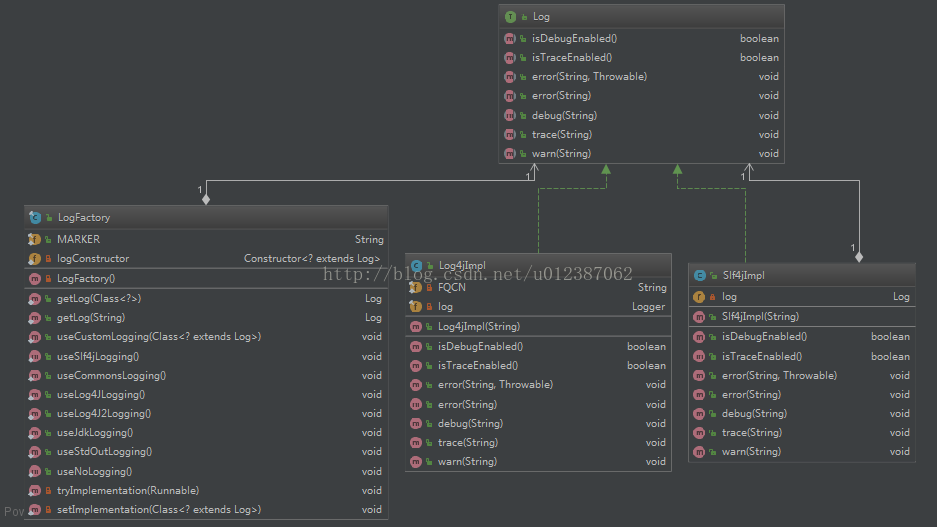 Log
isDebugEnabled() boolean
isTraceEnabled() boolean
error(String, Throwable) void
error(String) void
debug(String) void
trace(String) void
warn(String) void
1
1
1
1
LogFactory
MARKER String
logConstructor Constructor<? extends Log>
LogFactory()
getLog(Class<?>) Log
getLog(String) Log
useCustomLogging(Class<? extends Log>) void
useSlf4jLogging() void
useCommonsLogging() void
useLog4JLogging() void
useLog4J2Logging() void
useJdkLogging() void
useStdOutLogging() void
useNoLogging() void
tryImplementation(Runnable) void
setImplementation(Class<? extends Log>) void
Log4jImpl
FQCN String
log Logger
Log4jImpl(String)
isDebugEnabled() boolean
isTraceEnabled() boolean
error(String, Throwable) void
error(String) void
debug(String) void
trace(String) void
warn(String) void
Slf4jImpl
log Log
Slf4jImpl(String)
isDebugEnabled() boolean
isTraceEnabled() boolean
error(String, Throwable) void
error(String) void
debug(String) void
trace(String) void
warn(String) void
http://blog.csdn.net/u012387062
Pov